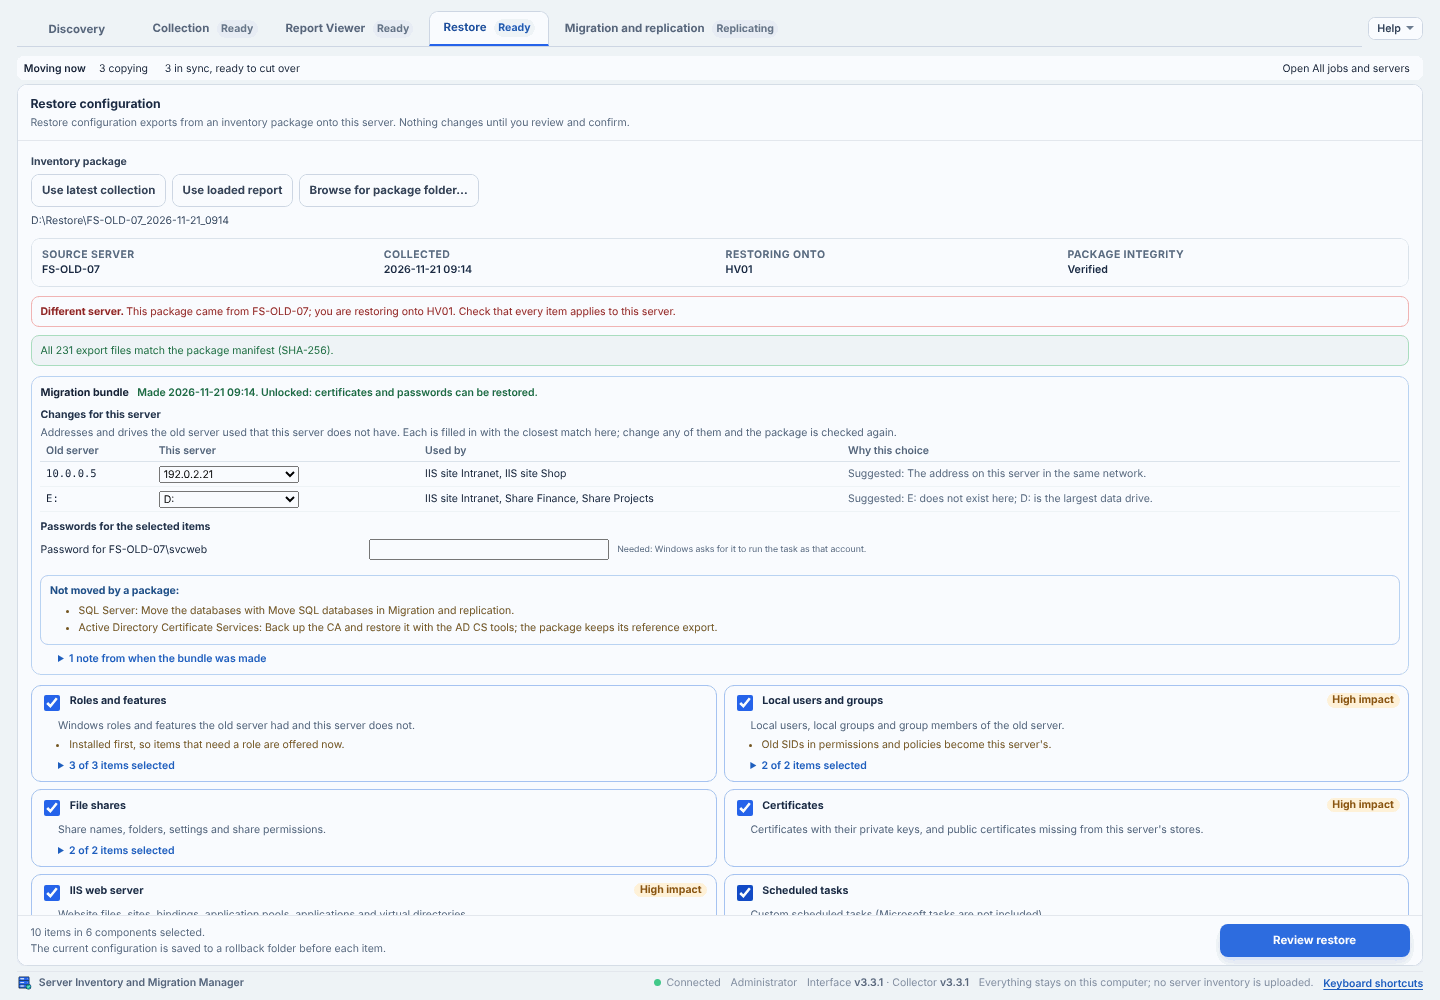 Discovery
Collection Ready
Report Viewer Ready
Restore Ready
Migration and replication Replicating
Help
Moving now 3 copying 3 in sync, ready to cut over
Open All jobs and servers
Restore configuration
Restore configuration exports from an inventory package onto this server. Nothing changes until you review and confirm.
Inventory package
Use latest collection
Use loaded report
Browse for package folder...
D:\Restore\FS-OLD-07_2026-11-21_0914
SOURCE SERVER
FS-OLD-07
COLLECTED
2026-11-21 09:14
RESTORING ONTO
HV01
PACKAGE INTEGRITY
Verified
Different server. This package came from FS-OLD-07; you are restoring onto HV01. Check that every item applies to this server.
All 231 export files match the package manifest (SHA-256).
Migration bundle Made 2026-11-21 09:14. Unlocked: certificates and passwords can be restored.
Changes for this server
Addresses and drives the old server used that this server does not have. Each is filled in with the closest match here; change any of them and the package is checked again.
Old server This server Used by Why this choice
10.0.0.5 192.0.2.21 IIS site Intranet, IIS site Shop Suggested: The address on this server in the same network.
E: D: IIS site Intranet, Share Finance, Share Projects Suggested: E: does not exist here; D: is the largest data drive.
Passwords for the selected items
Password for FS-OLD-07\svcweb
Needed: Windows asks for it to run the task as that account.
Not moved by a package:
• SQL Server: Move the databases with Move SQL databases in Migration and replication.
• Active Directory Certificate Services: Back up the CA and restore it with the AD CS tools; the package keeps its reference export.
1 note from when the bundle was made
Roles and features
Windows roles and features the old server had and this server does not.
• Installed first, so items that need a role are offered now.
3 of 3 items selected
Local users and groups High impact
Local users, local groups and group members of the old server.
• Old SIDs in permissions and policies become this server's.
2 of 2 items selected
File shares
Share names, folders, settings and share permissions.
2 of 2 items selected
Certificates High impact
Certificates with their private keys, and public certificates missing from this server's stores.
IIS web server High impact
Website files, sites, bindings, application pools, applications and virtual directories.
Scheduled tasks
Custom scheduled tasks (Microsoft tasks are not included).
10 items in 6 components selected.
The current configuration is saved to a rollback folder before each item.
Review restore
Server Inventory and Migration Manager
Connected Administrator Interface v3.3.1 · Collector v3.3.1 Everything stays on this computer; no server inventory is uploaded. Keyboard shortcuts